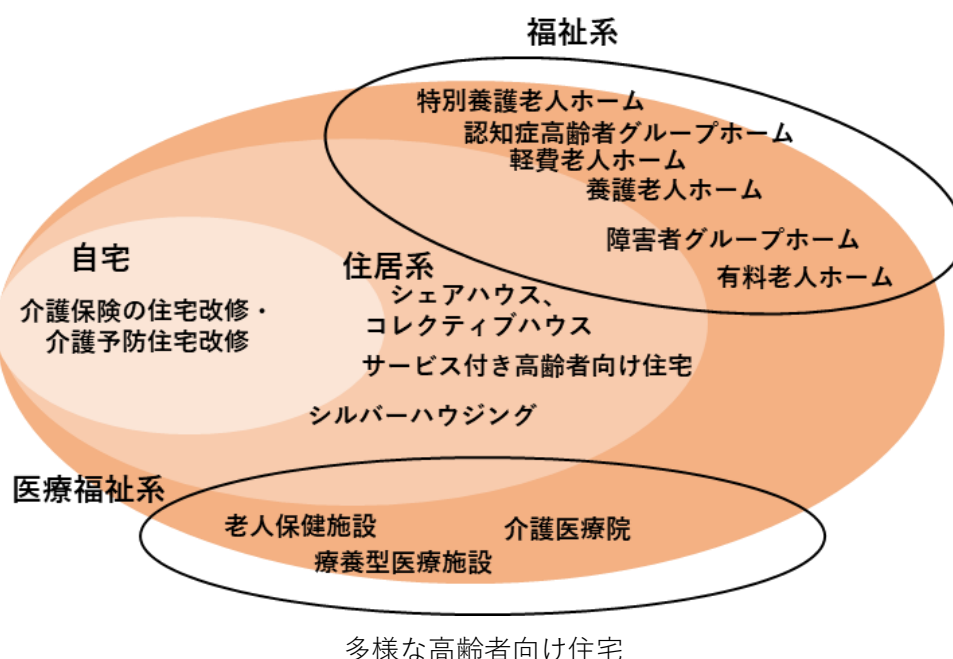 福祉系
特別養護老人ホーム
認知症高齢者グループホーム
軽費老人ホーム
養護老人ホーム
障害者グループホーム
有料老人ホーム
自宅
介護保険の住宅改修・
介護予防住宅改修
住居系
シェアハウス、
コレクティブハウス
サービス付き高齢者向け住宅
シルバーハウジング
医療福祉系
老人保健施設
介護医療院
療養型医療施設
多様な高齢者向け住宅